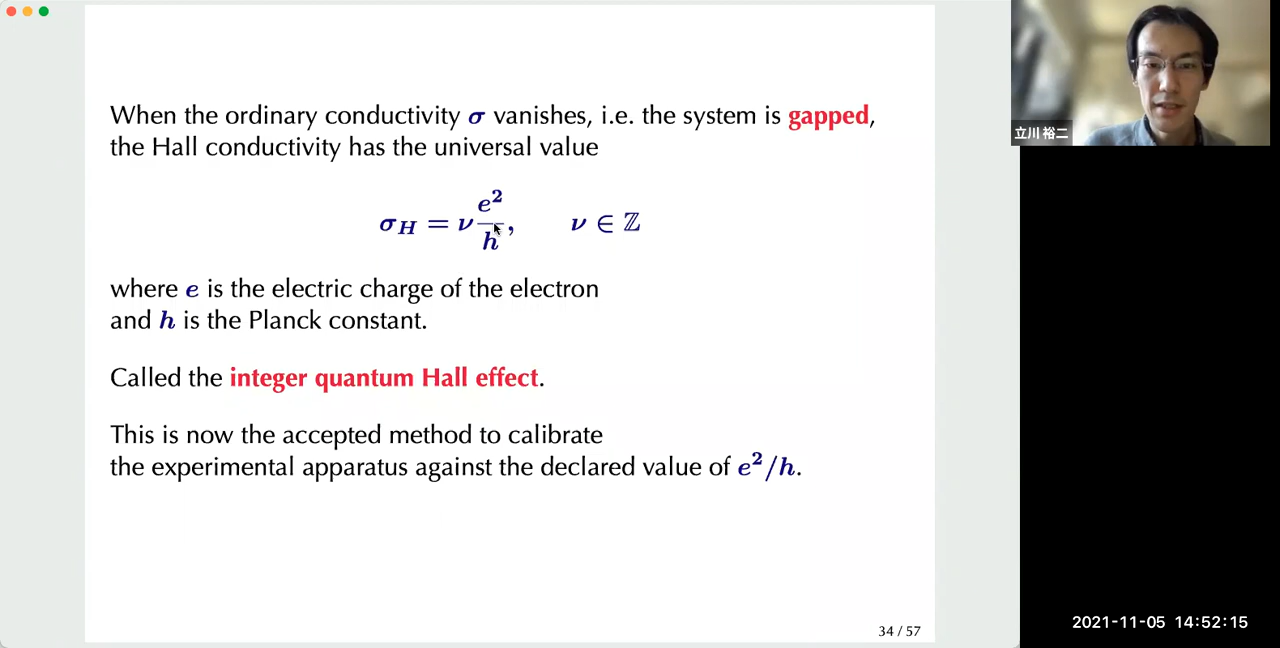 When the ordinary conductivity σ vanishes, i.e. the system is gapped,
the Hall conductivity has the universal value
σ_H = ν e²/h, ν ∈ ℤ
where e is the electric charge of the electron
and h is the Planck constant.
Called the integer quantum Hall effect.
This is now the accepted method to calibrate
the experimental apparatus against the declared value of e²/h.
34 / 57
立川 裕二
2021-11-05 14:52:15